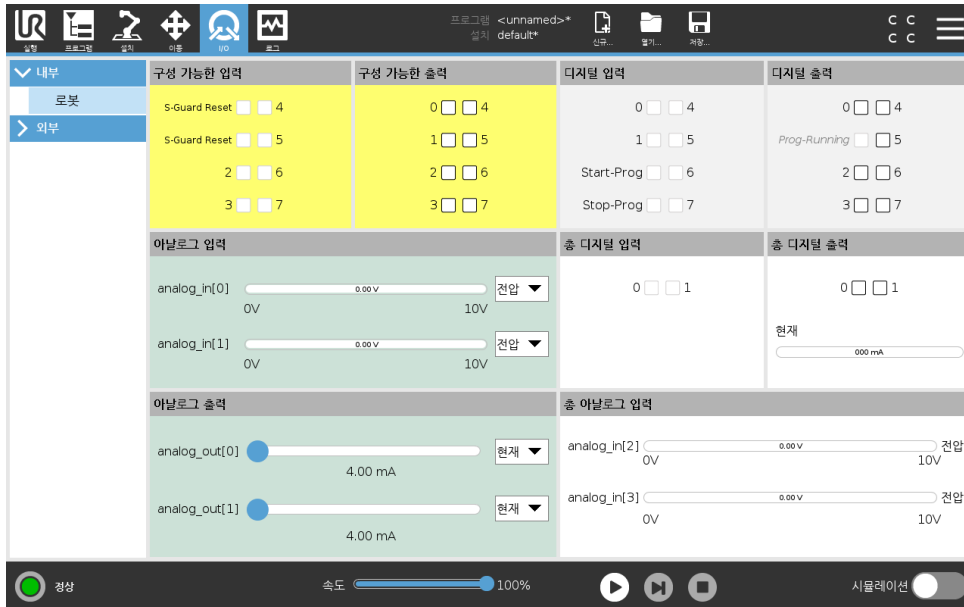 UR
프로그램 <unnamed>*
설치 default*
C C
C C
실행 프로그램 설치 이동 I/O 로그 신규... 열기... 저장...
내부
로봇
외부
구성 가능한 입력
S-Guard Reset 4
S-Guard Reset 5
2 6
3 7
구성 가능한 출력
0 4
1 5
2 6
3 7
디지털 입력
0 4
1 5
Start-Prog 6
Stop-Prog 7
디지털 출력
0 4
Prog-Running 5
2 6
3 7
아날로그 입력
analog_in[0] 0.00 V 전압
0V 10V
analog_in[1] 0.00 V 전압
0V 10V
총 디지털 입력
0 1
총 디지털 출력
0 1
현재
000 mA
아날로그 출력
analog_out[0] 현재
4.00 mA
analog_out[1] 현재
4.00 mA
총 아날로그 입력
analog_in[2] 0.00 V 전압
0V 10V
analog_in[3] 0.00 V 전압
0V 10V
정상 속도 100% 시뮬레이션